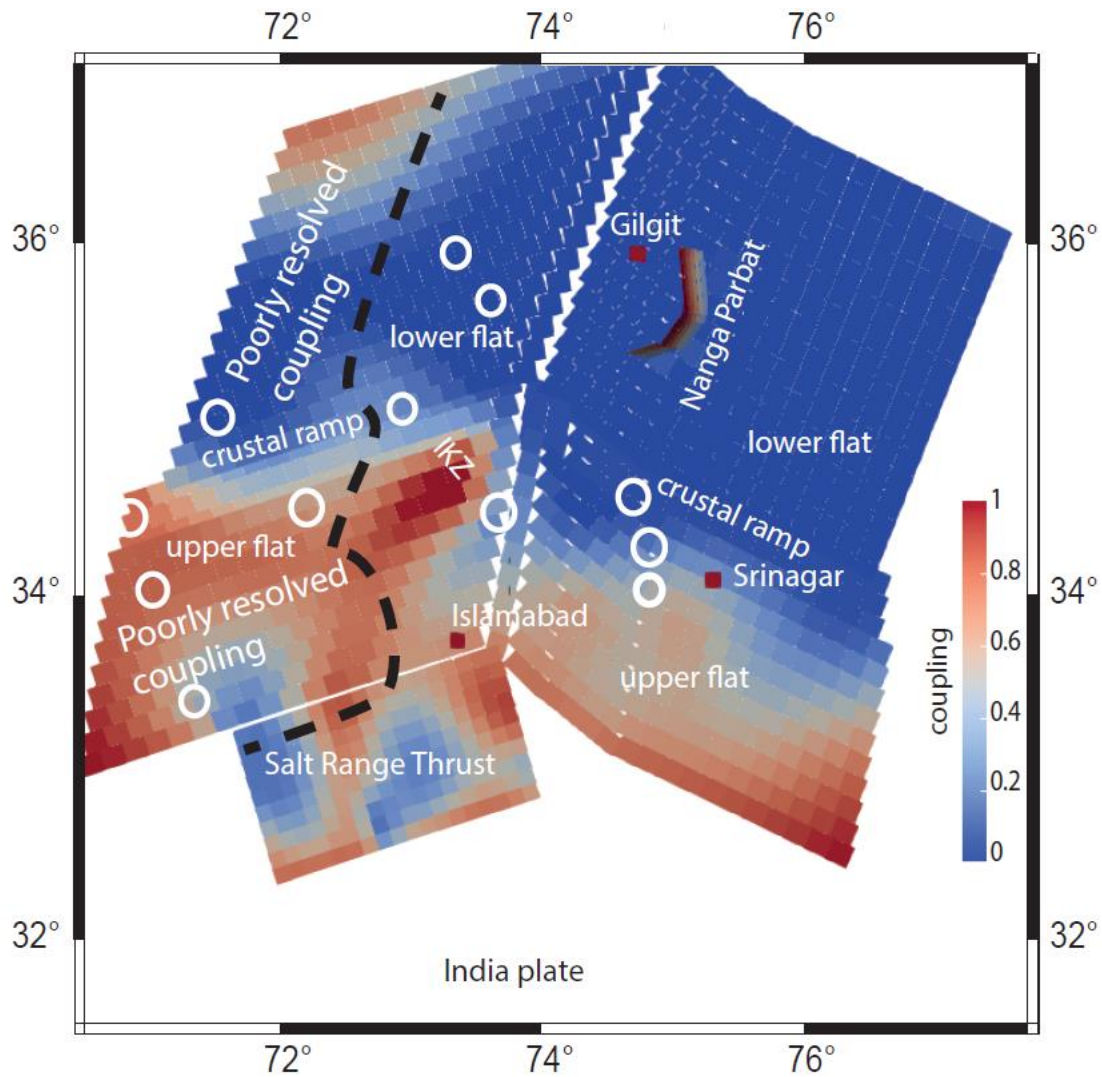 72°
74°
76°
36°
36°
Gilgit
Poorly resolved
coupling
Nanga Parbat
lower flat
lower flat
crustal ramp
IKZ
crustal ramp
1
upper flat
0.8
34°
34°
Srinagar
Poorly resolved
coupling
Islamabad
0.6
upper flat
coupling
0.4
Salt Range Thrust
0.2
0
32°
32°
India plate
72°
74°
76°